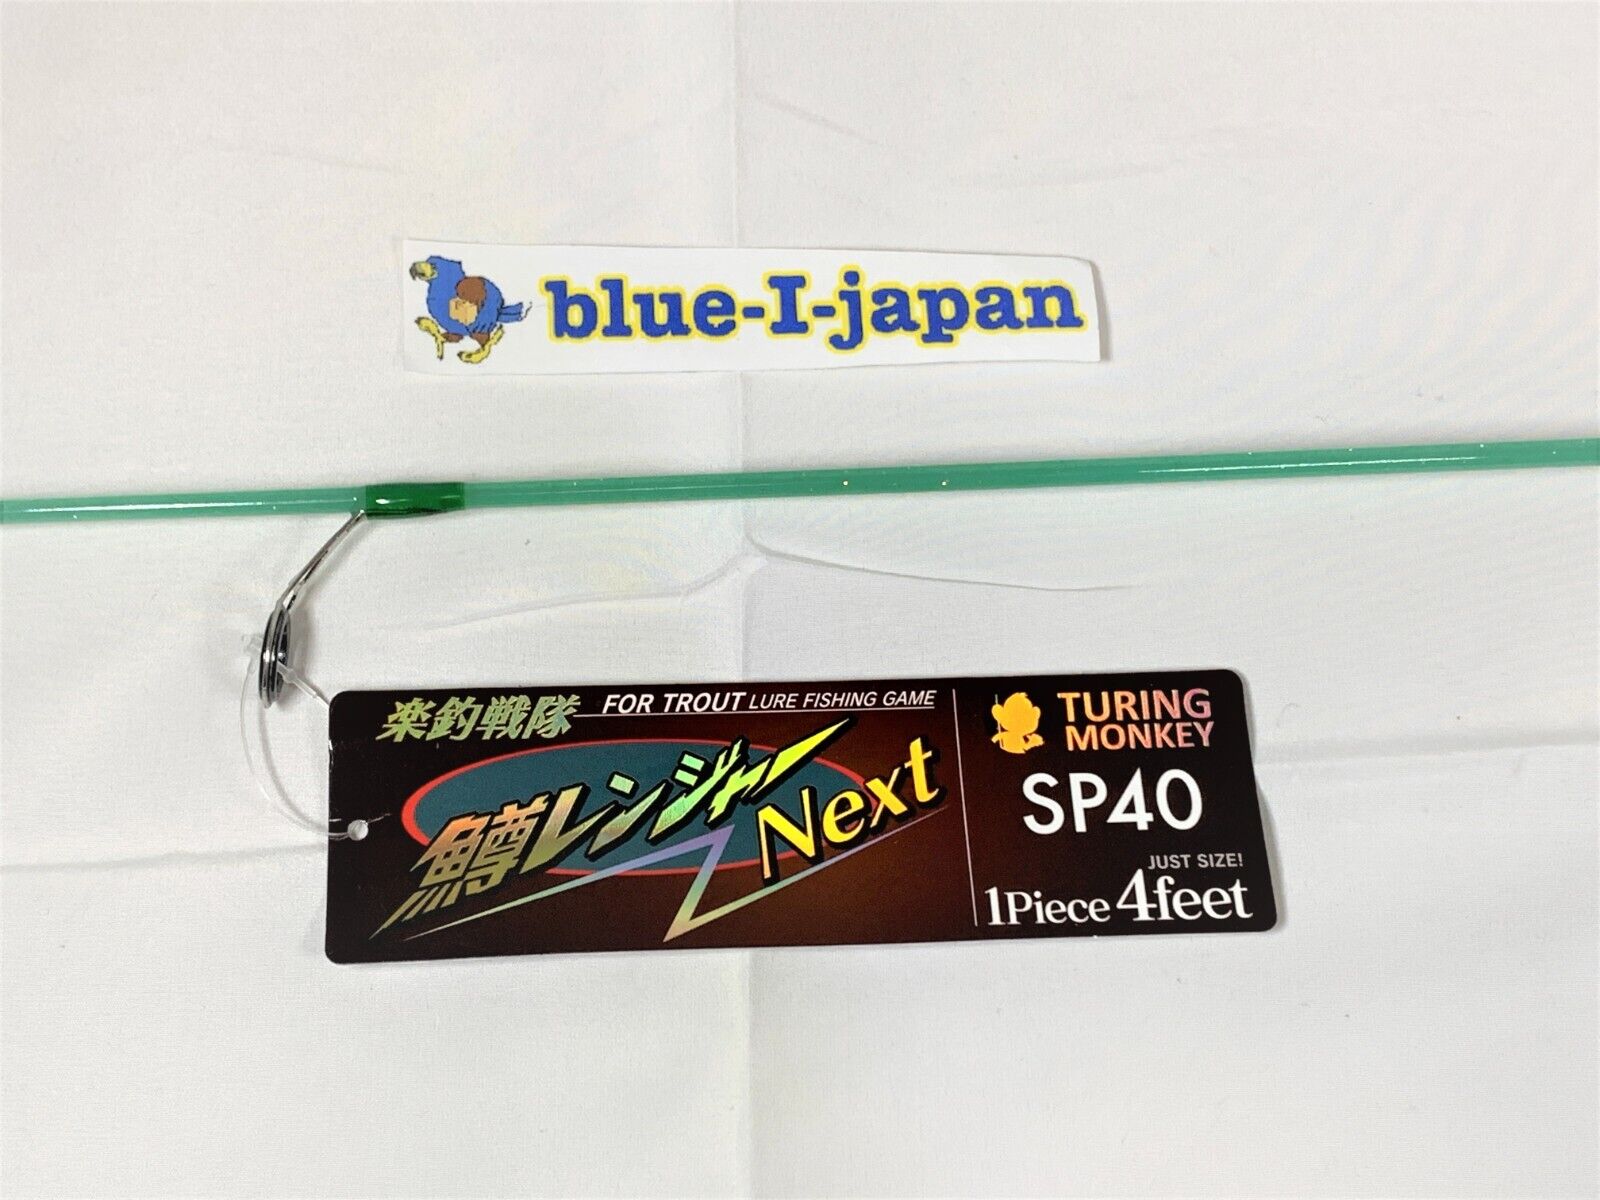 blue-I-japan
楽釣戦隊
FOR TROUT LURE FISHING GAME
鱒レンジャー Next
TURING
MONKEY
SP40
JUST SIZE!
1Piece 4feet